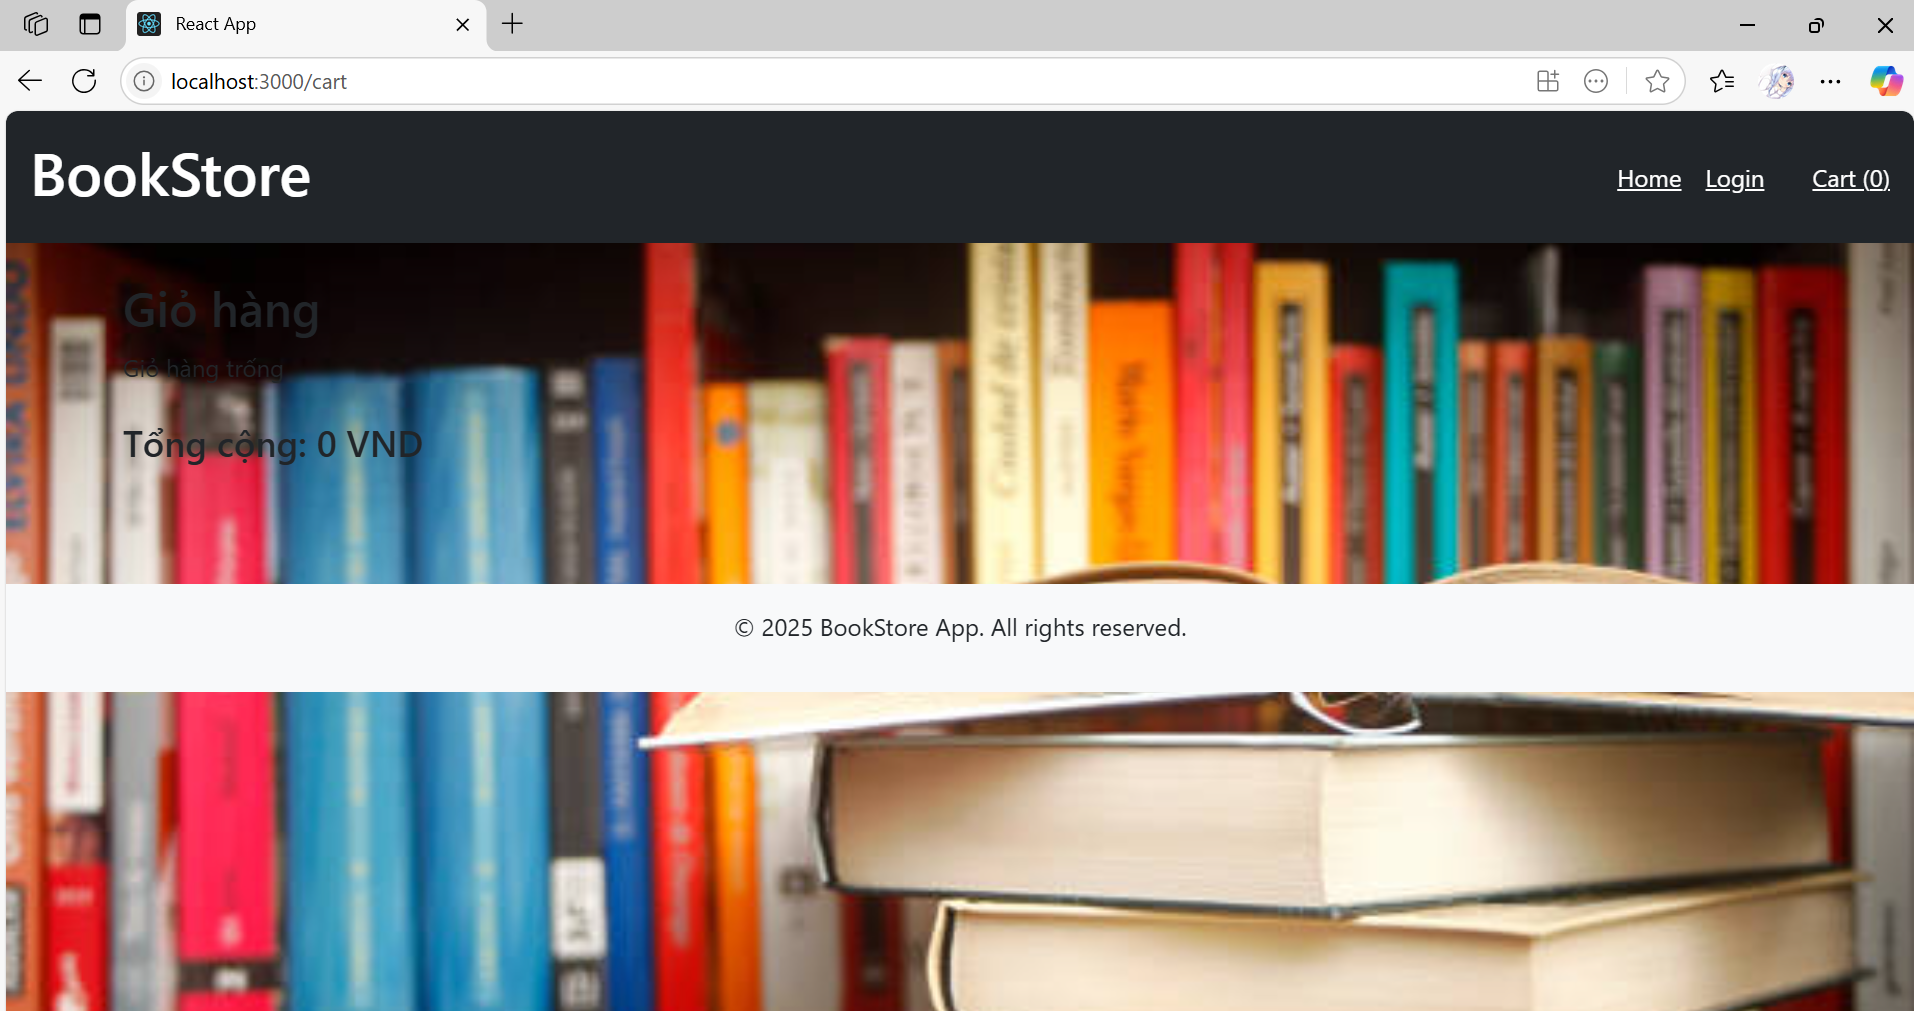 React App
localhost:3000/cart
BookStore
Home Login Cart (0)
Giỏ hàng
Giỏ hàng trống
Tổng cộng: 0 VND
© 2025 BookStore App. All rights reserved.